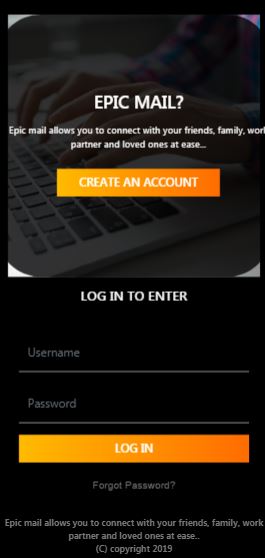 EPIC MAIL?
Epic mail allows you to connect with your friends, family, work
partner and loved ones at ease...
CREATE AN ACCOUNT
LOG IN TO ENTER
Username
Password
LOG IN
Forgot Password?
Epic mail allows you to connect with your friends, family, work
partner and loved ones at ease..
(C) copyright 2019